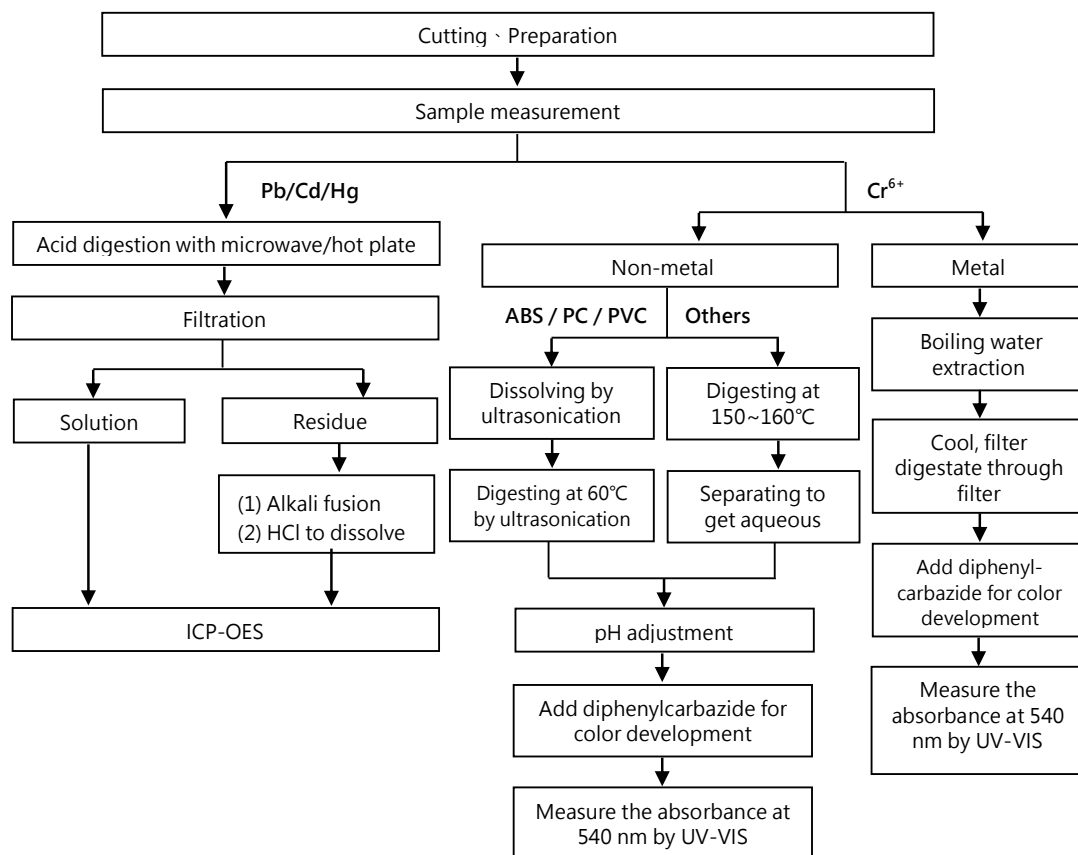 Cutting、Preparation
Sample measurement
Pb/Cd/Hg
Cr6+
Acid digestion with microwave/hot plate
Non-metal
Metal
Filtration
ABS / PC / PVC
Others
Boiling water
extraction
Solution
Residue
Dissolving by
ultrasonication
Digesting at
150~160℃
Cool, filter
digestate through
filter
(1) Alkali fusion
(2) HCl to dissolve
Digesting at 60℃
by ultrasonication
Separating to
get aqueous
Add diphenyl-
carbazide for color
development
ICP-OES
pH adjustment
Measure the
absorbance at 540
nm by UV-VIS
Add diphenylcarbazide for
color development
Measure the absorbance at
540 nm by UV-VIS